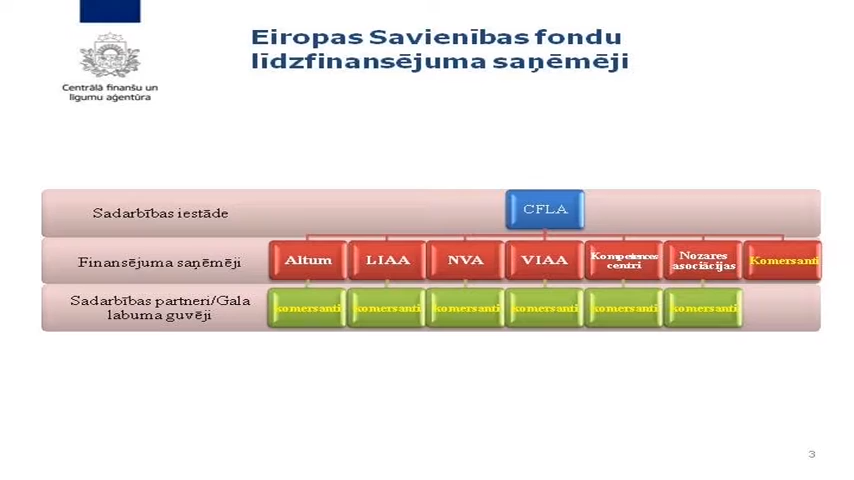 Eiropas Savienības fondu
līdzfinansējuma saņēmēji
Centrālā finanšu un
līgumu aģentūra
Sadarbības iestāde
CFLA
Finansējuma saņēmēji
Altum
LIAA
NVA
VIAA
Kompetences
centri
Nozares
asociācijas
Komersanti
Sadarbības partneri/Gala
labuma guvēji
komersanti
komersanti
komersanti
komersanti
komersanti
komersanti
3